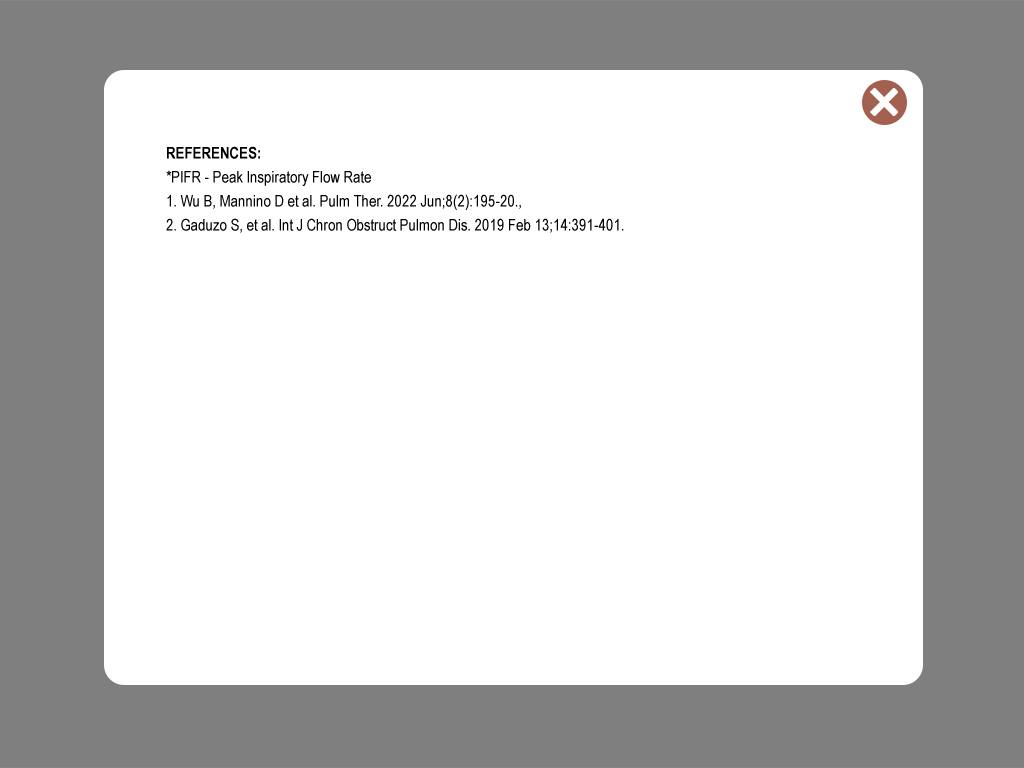 REFERENCES:
*PIFR - Peak Inspiratory Flow Rate
1. Wu B, Mannino D et al. Pulm Ther. 2022 Jun;8(2):195-20.,
2. Gaduzo S, et al. Int J Chron Obstruct Pulmon Dis. 2019 Feb 13;14:391-401.